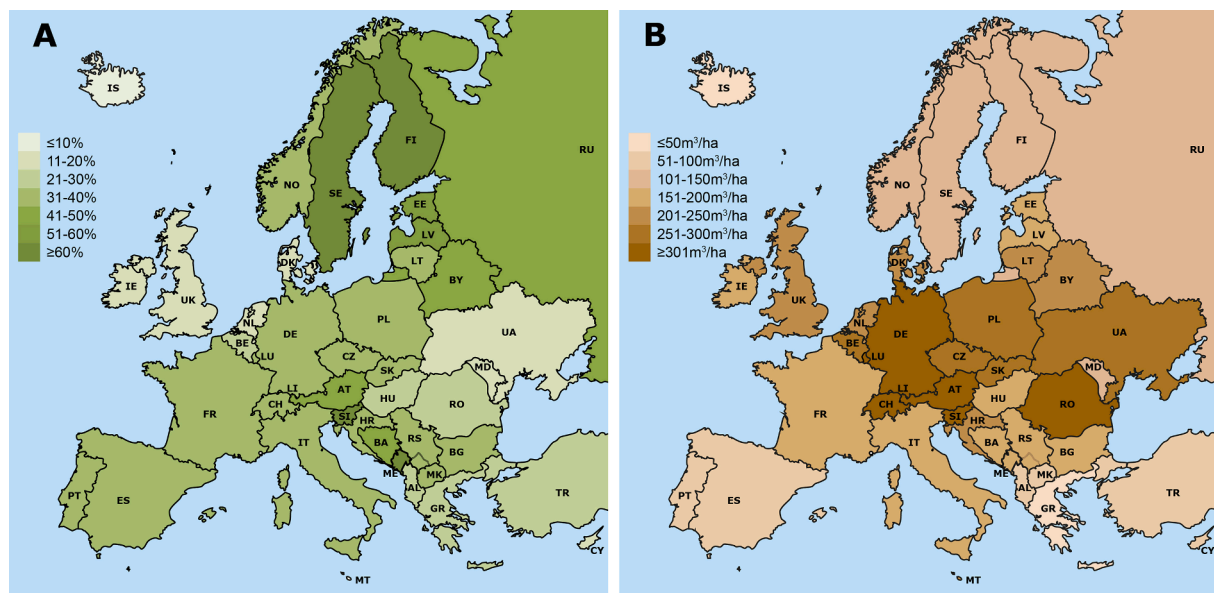 A
IS
≤10%
11-20%
21-30%
31-40%
41-50%
51-60%
≥60%
FI
RU
NO
SE
EE
LV
LT
DK
BY
IE
UK
NL
BE
DE
PL
UA
LU
CZ
SK
MD
LI
AT
CH
HU
RO
FR
SI
HR
IT
BA
RS
BG
ME
MK
AL
PT
ES
GR
TR
CY
MT
B
IS
≤50m³/ha
51-100m³/ha
101-150m³/ha
151-200m³/ha
201-250m³/ha
251-300m³/ha
≥301m³/ha
FI
RU
NO
SE
EE
LV
LT
DK
BY
IE
UK
NL
BE
DE
PL
UA
LU
CZ
SK
MD
LI
AT
CH
HU
RO
FR
SI
HR
IT
BA
RS
BG
ME
MK
AL
PT
ES
GR
TR
CY
MT